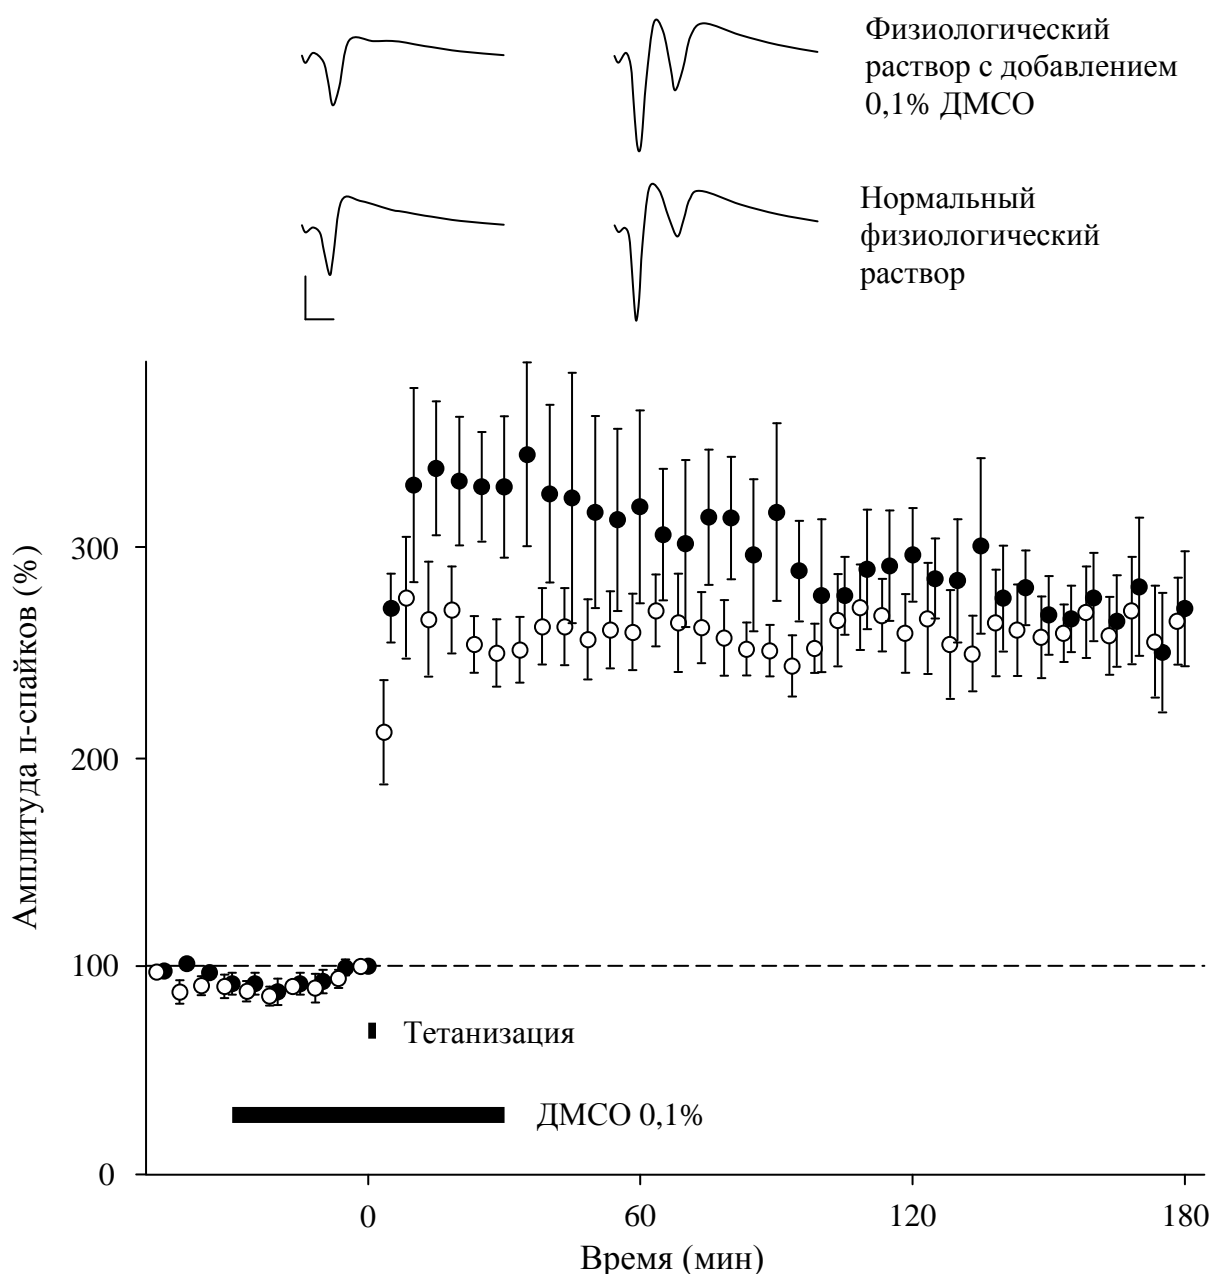 Физиологический
раствор с добавлением
0,1% ДМСО
Нормальный
физиологический
раствор
Амплитуда п-спайков (%)
300
200
100
0
Тетанизация
ДМСО 0,1%
0 60 120 180
Время (мин)